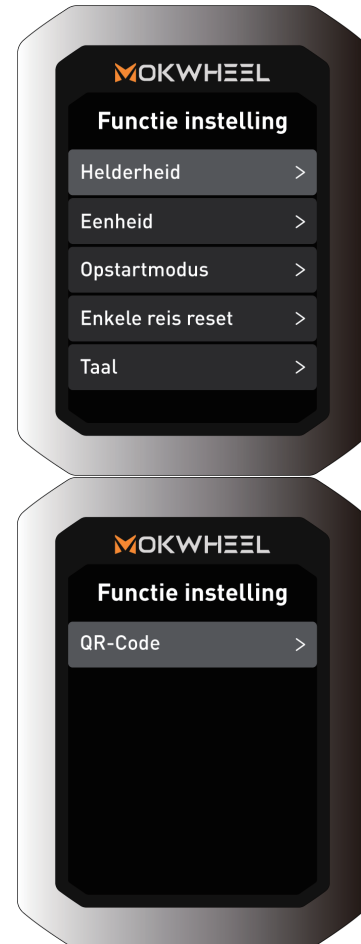 MOKWHEEL
Functie instelling
Helderheid >
Eenheid >
Opstartmodus >
Enkele reis reset >
Taal >
MOKWHEEL
Functie instelling
QR-Code >